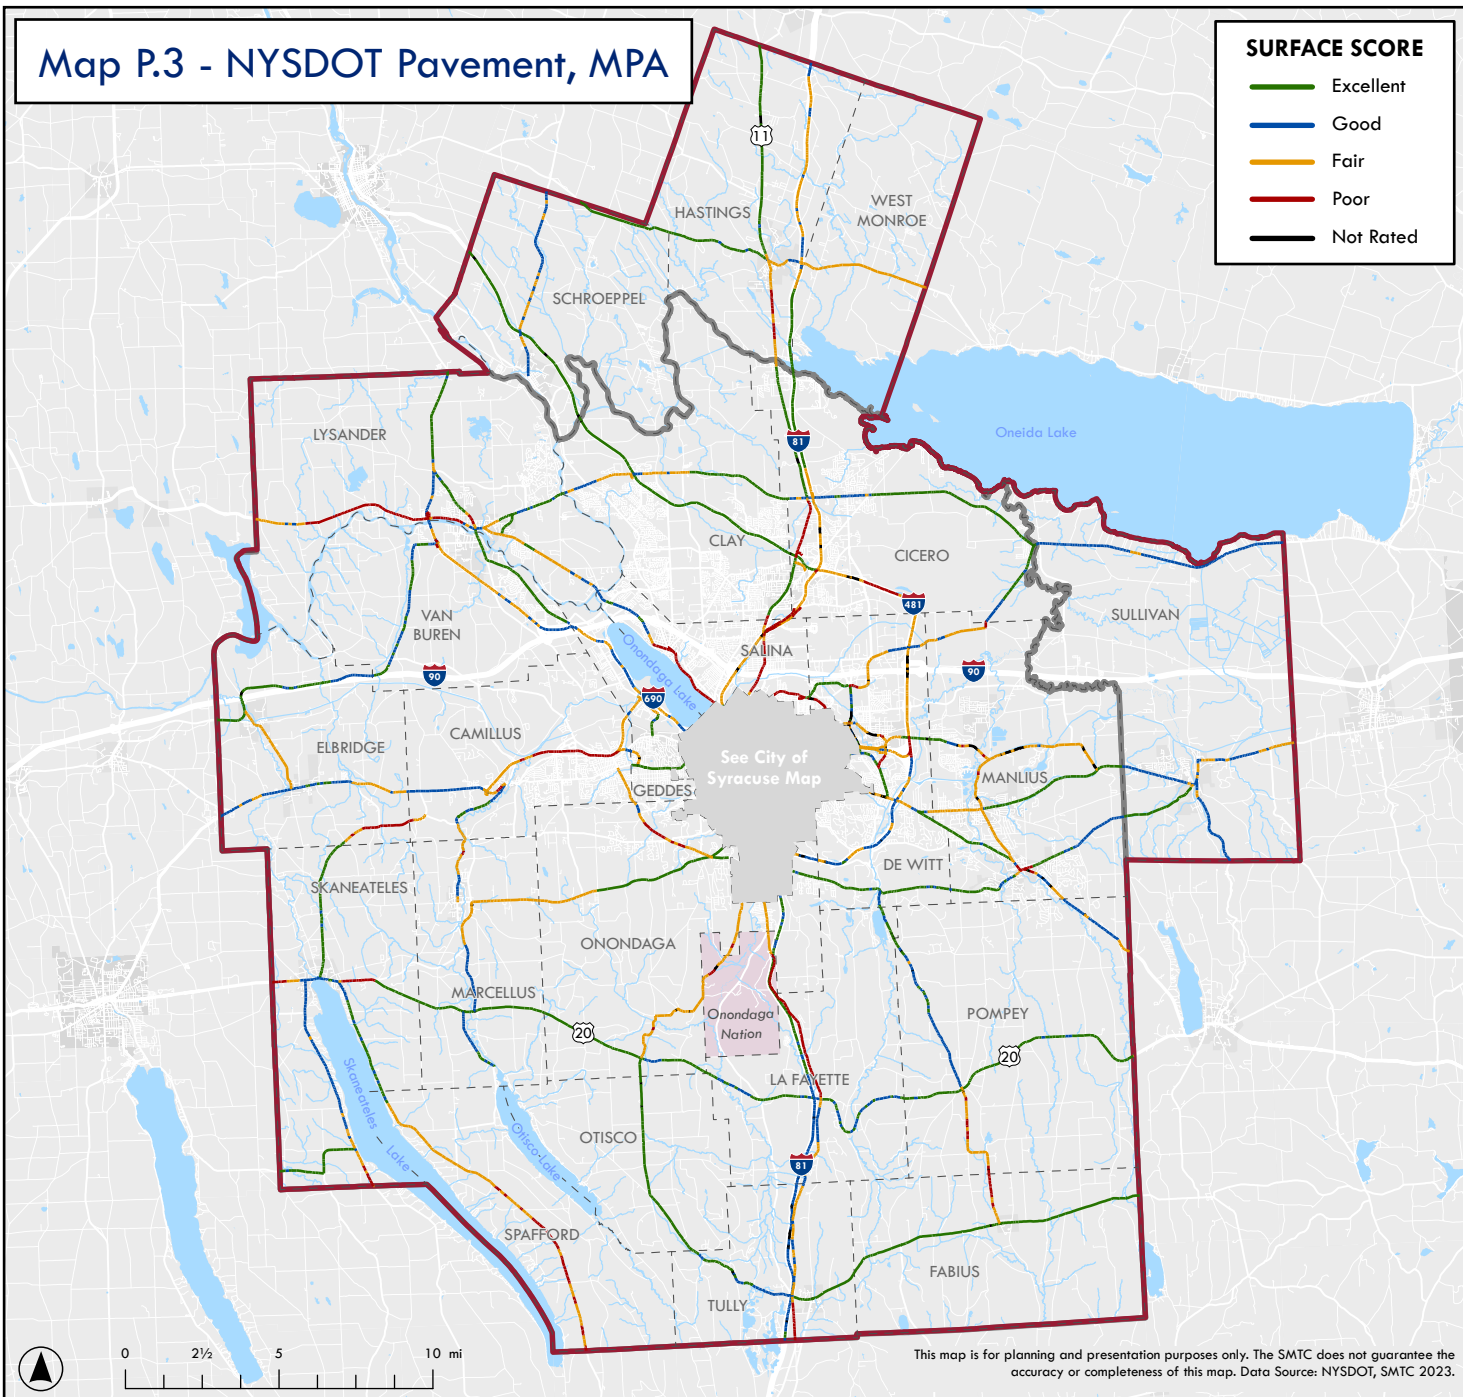 Map P.3 - NYSDOT Pavement, MPA
SURFACE SCORE
Excellent
Good
Fair
Poor
Not Rated
11
HASTINGS
WEST
MONROE
SCHROEPPEL
LYSANDER
81
Oneida Lake
CLAY
CICERO
481
VAN
BUREN
SULLIVAN
90
SALINA
90
Onondaga Lake
690
ELBRIDGE
CAMILLUS
See City of
Syracuse Map
GEDDES
MANLIUS
SKANEATELES
DE WITT
ONONDAGA
MARCELLUS
Onondaga
Nation
POMPEY
20
20
Skaneateles
Lake
LA FAYETTE
OTISCO
Otisco Lake
81
SPAFFORD
FABIUS
TULLY
0 2½ 5 10 mi
This map is for planning and presentation purposes only. The SMTC does not guarantee the
accuracy or completeness of this map. Data Source: NYSDOT, SMTC 2023.